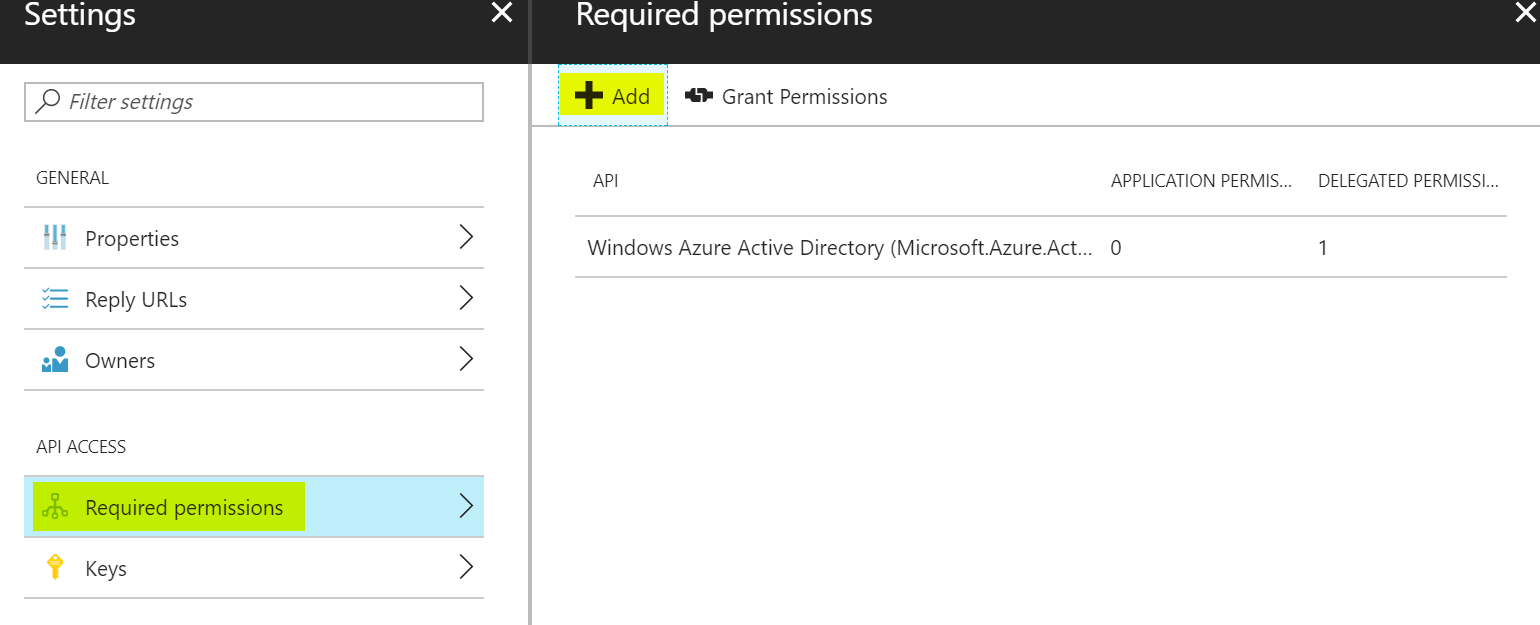 Settings
Filter settings
GENERAL
Properties
Reply URLs
Owners
API ACCESS
Required permissions
Keys
Required permissions
Add Grant Permissions
API APPLICATION PERMIS... DELEGATED PERMISSI...
Windows Azure Active Directory (Microsoft.Azure.Act... 0 1